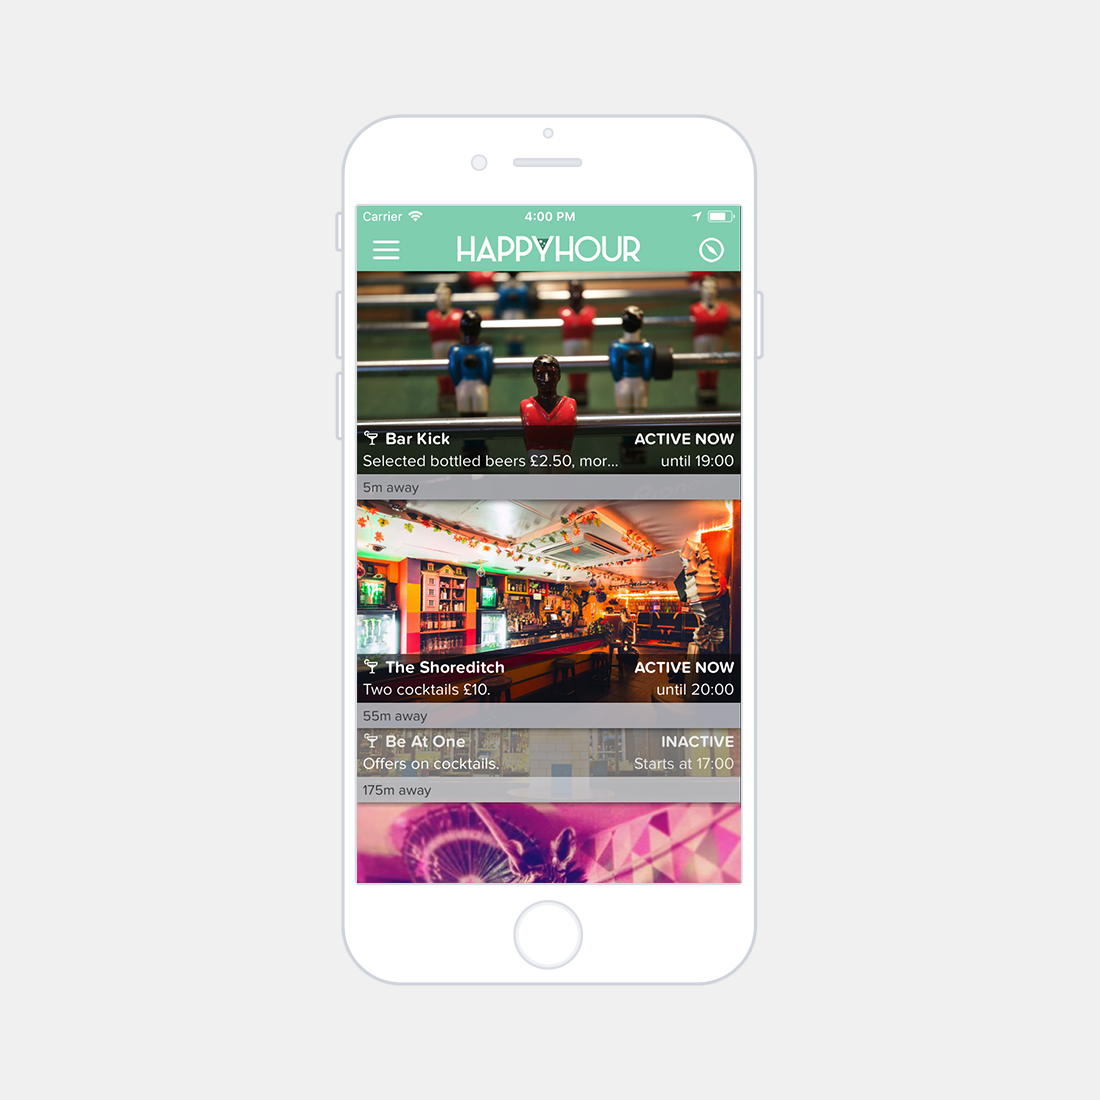 Carrier 4:00 PM
HAPPYHOUR
Bar Kick ACTIVE NOW
Selected bottled beers £2.50, mor... until 19:00
5m away
The Shoreditch ACTIVE NOW
Two cocktails £10. until 20:00
55m away
Be At One INACTIVE
Offers on cocktails. Starts at 17:00
175m away